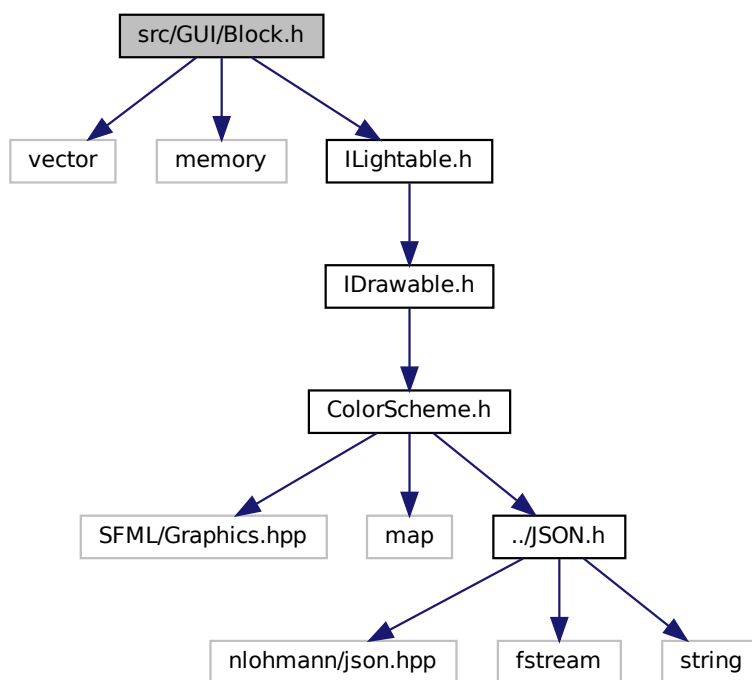 src/GUI/Block.h
vector
memory
ILightable.h
IDrawable.h
ColorScheme.h
SFML/Graphics.hpp
map
../JSON.h
nlohmann/json.hpp
fstream
string